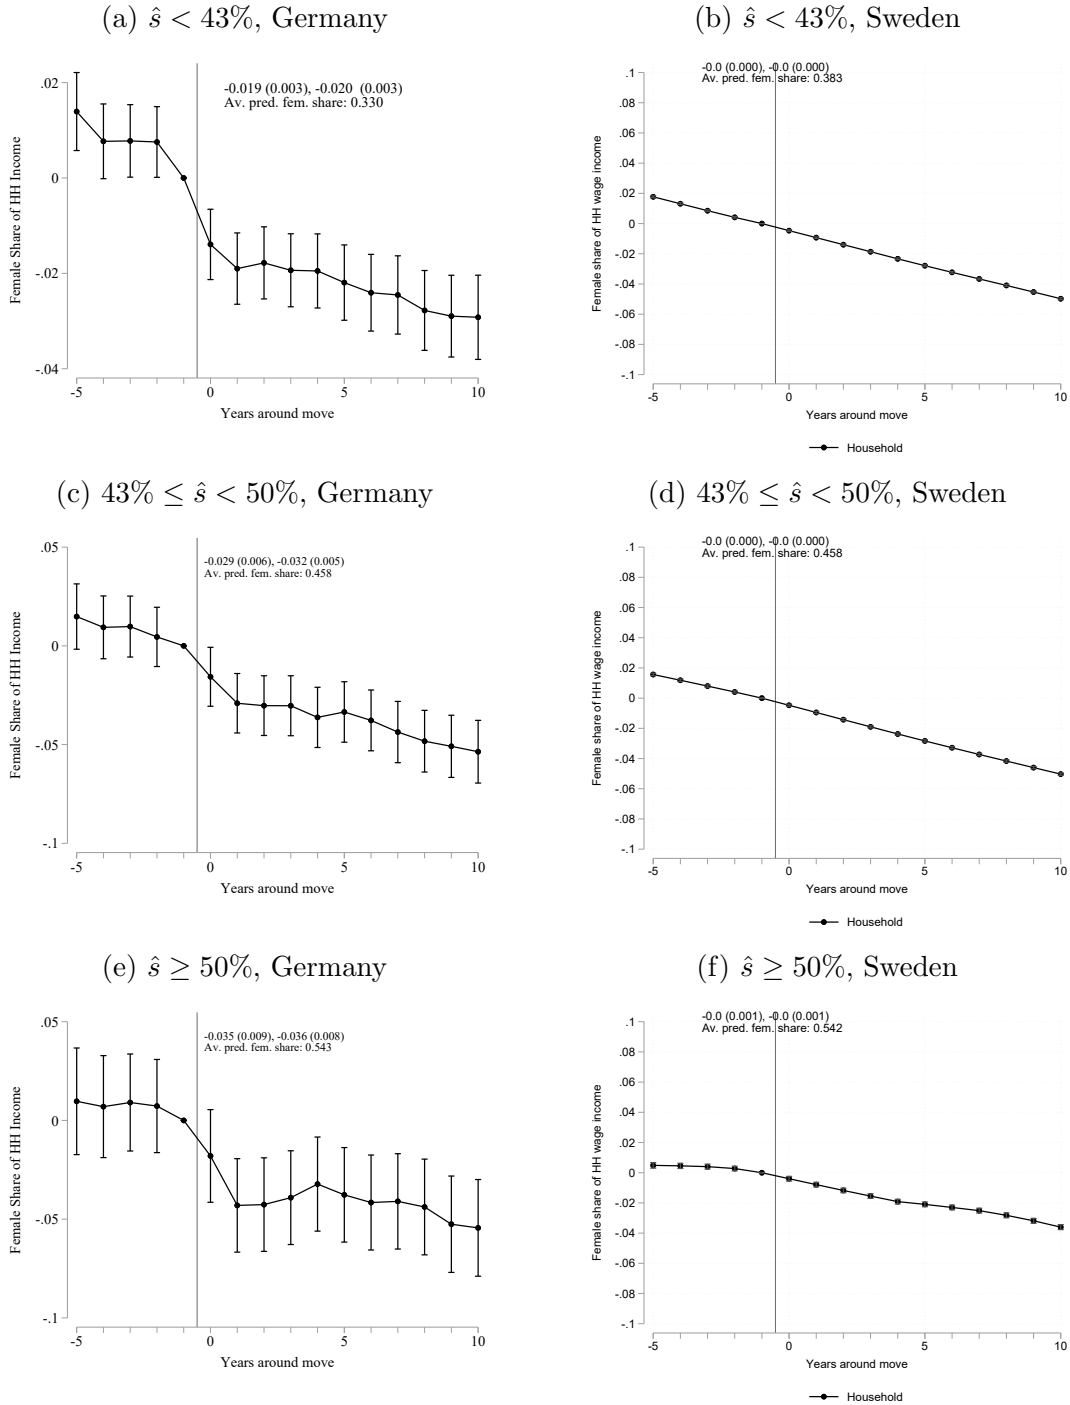 (a) ŝ < 43%, Germany
-0.019 (0.003), -0.020 (0.003)
Av. pred. fem. share: 0.330
Female Share of HH Income
.02
0
-.02
-.04
-5
0
5
10
Years around move
(b) ŝ < 43%, Sweden
-0.0 (0.000), -0.0 (0.000)
Av. pred. fem. share: 0.383
Female share of HH wage income
.1
.08
.06
.04
.02
0
-.02
-.04
-.06
-.08
-.1
-5
0
5
10
Years around move
Household
(c) 43% ≤ ŝ < 50%, Germany
-0.029 (0.006), -0.032 (0.005)
Av. pred. fem. share: 0.458
Female Share of HH Income
.05
0
-.05
-.1
-5
0
5
10
Years around move
(d) 43% ≤ ŝ < 50%, Sweden
-0.0 (0.000), -0.0 (0.000)
Av. pred. fem. share: 0.458
Female share of HH wage income
.1
.08
.06
.04
.02
0
-.02
-.04
-.06
-.08
-.1
-5
0
5
10
Years around move
Household
(e) ŝ ≥ 50%, Germany
-0.035 (0.009), -0.036 (0.008)
Av. pred. fem. share: 0.543
Female Share of HH Income
.05
0
-.05
-.1
-5
0
5
10
Years around move
(f) ŝ ≥ 50%, Sweden
-0.0 (0.001), -0.0 (0.001)
Av. pred. fem. share: 0.542
Female share of HH wage income
.1
.08
.06
.04
.02
0
-.02
-.04
-.06
-.08
-.1
-5
0
5
10
Years around move
Household